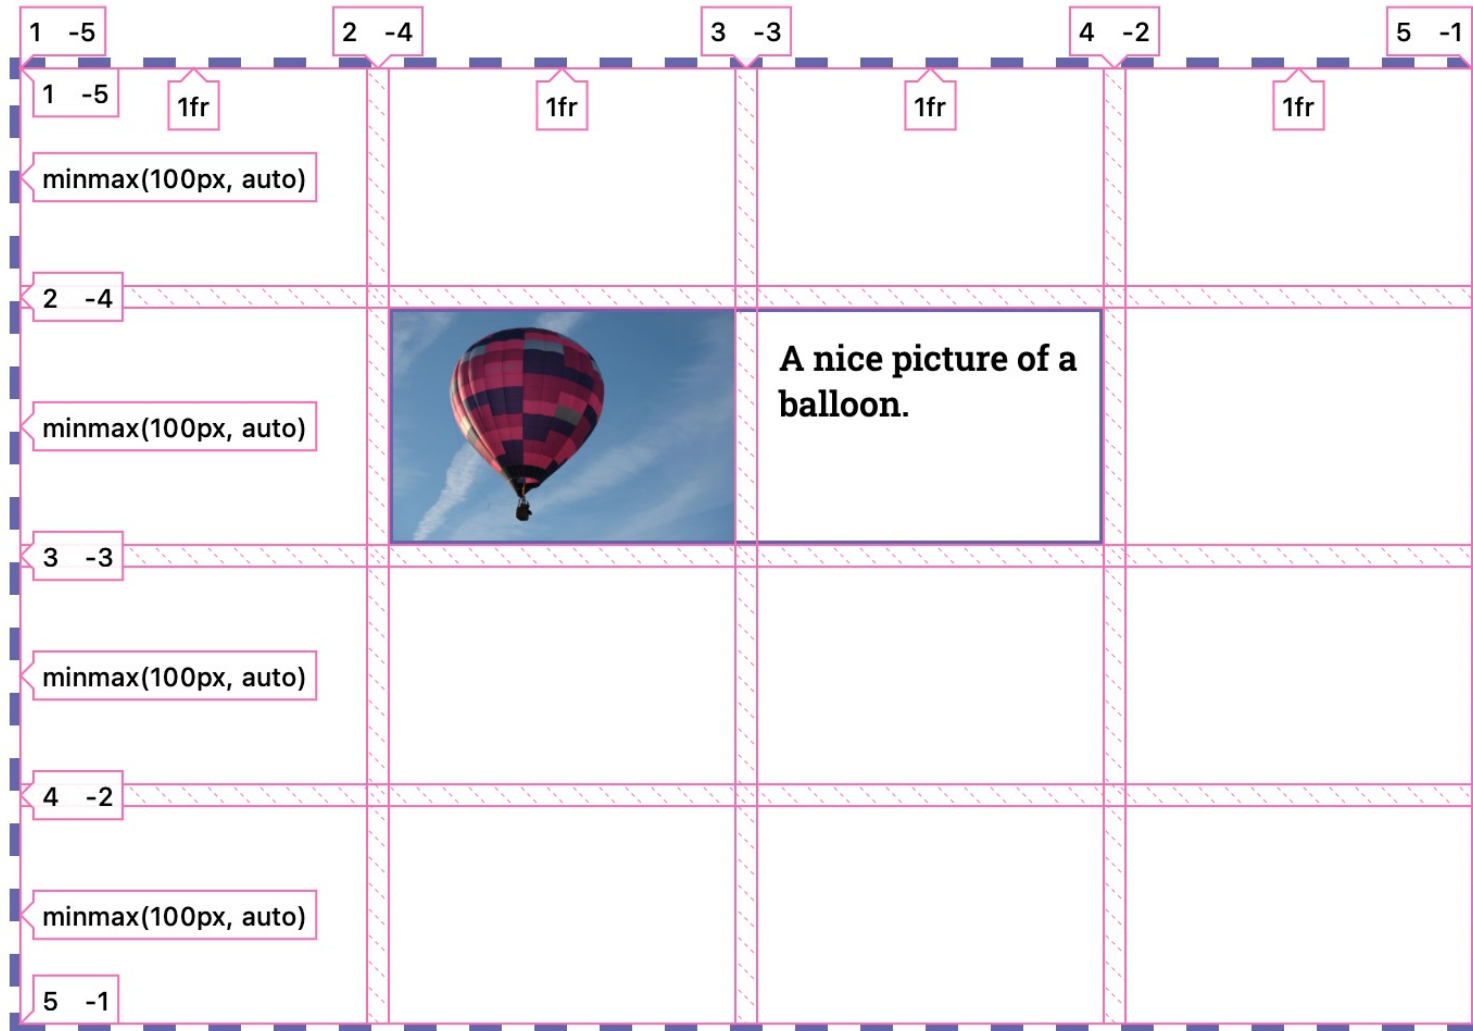 1 -5
2 -4
3 -3
4 -2
5 -1
1 -5
1fr
1fr
1fr
1fr
minmax(100px, auto)
2 -4
A nice picture of a
balloon.
minmax(100px, auto)
3 -3
minmax(100px, auto)
4 -2
minmax(100px, auto)
5 -1